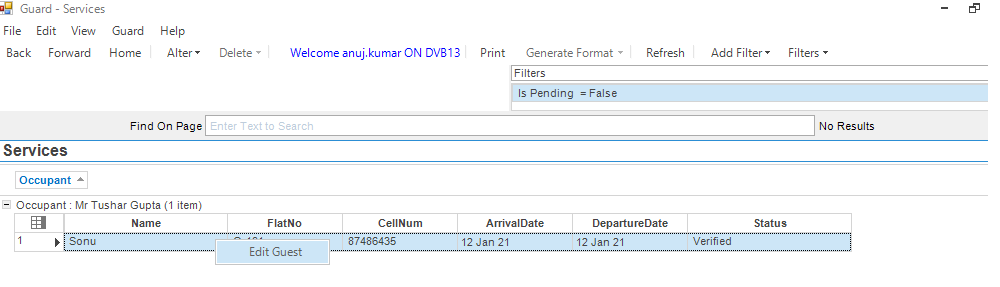 Guard - Services
File Edit View Guard Help
Back Forward Home Alter Delete Welcome anuj.kumar ON DVB13 Print Generate Format Refresh Add Filter Filters
Filters
Is Pending = False
Find On Page Enter Text to Search No Results
Services
Occupant
Occupant : Mr Tushar Gupta (1 item)
Name FlatNo CellNum ArrivalDate DepartureDate Status
1 Sonu 87486435 12 Jan 21 12 Jan 21 Verified
Edit Guest